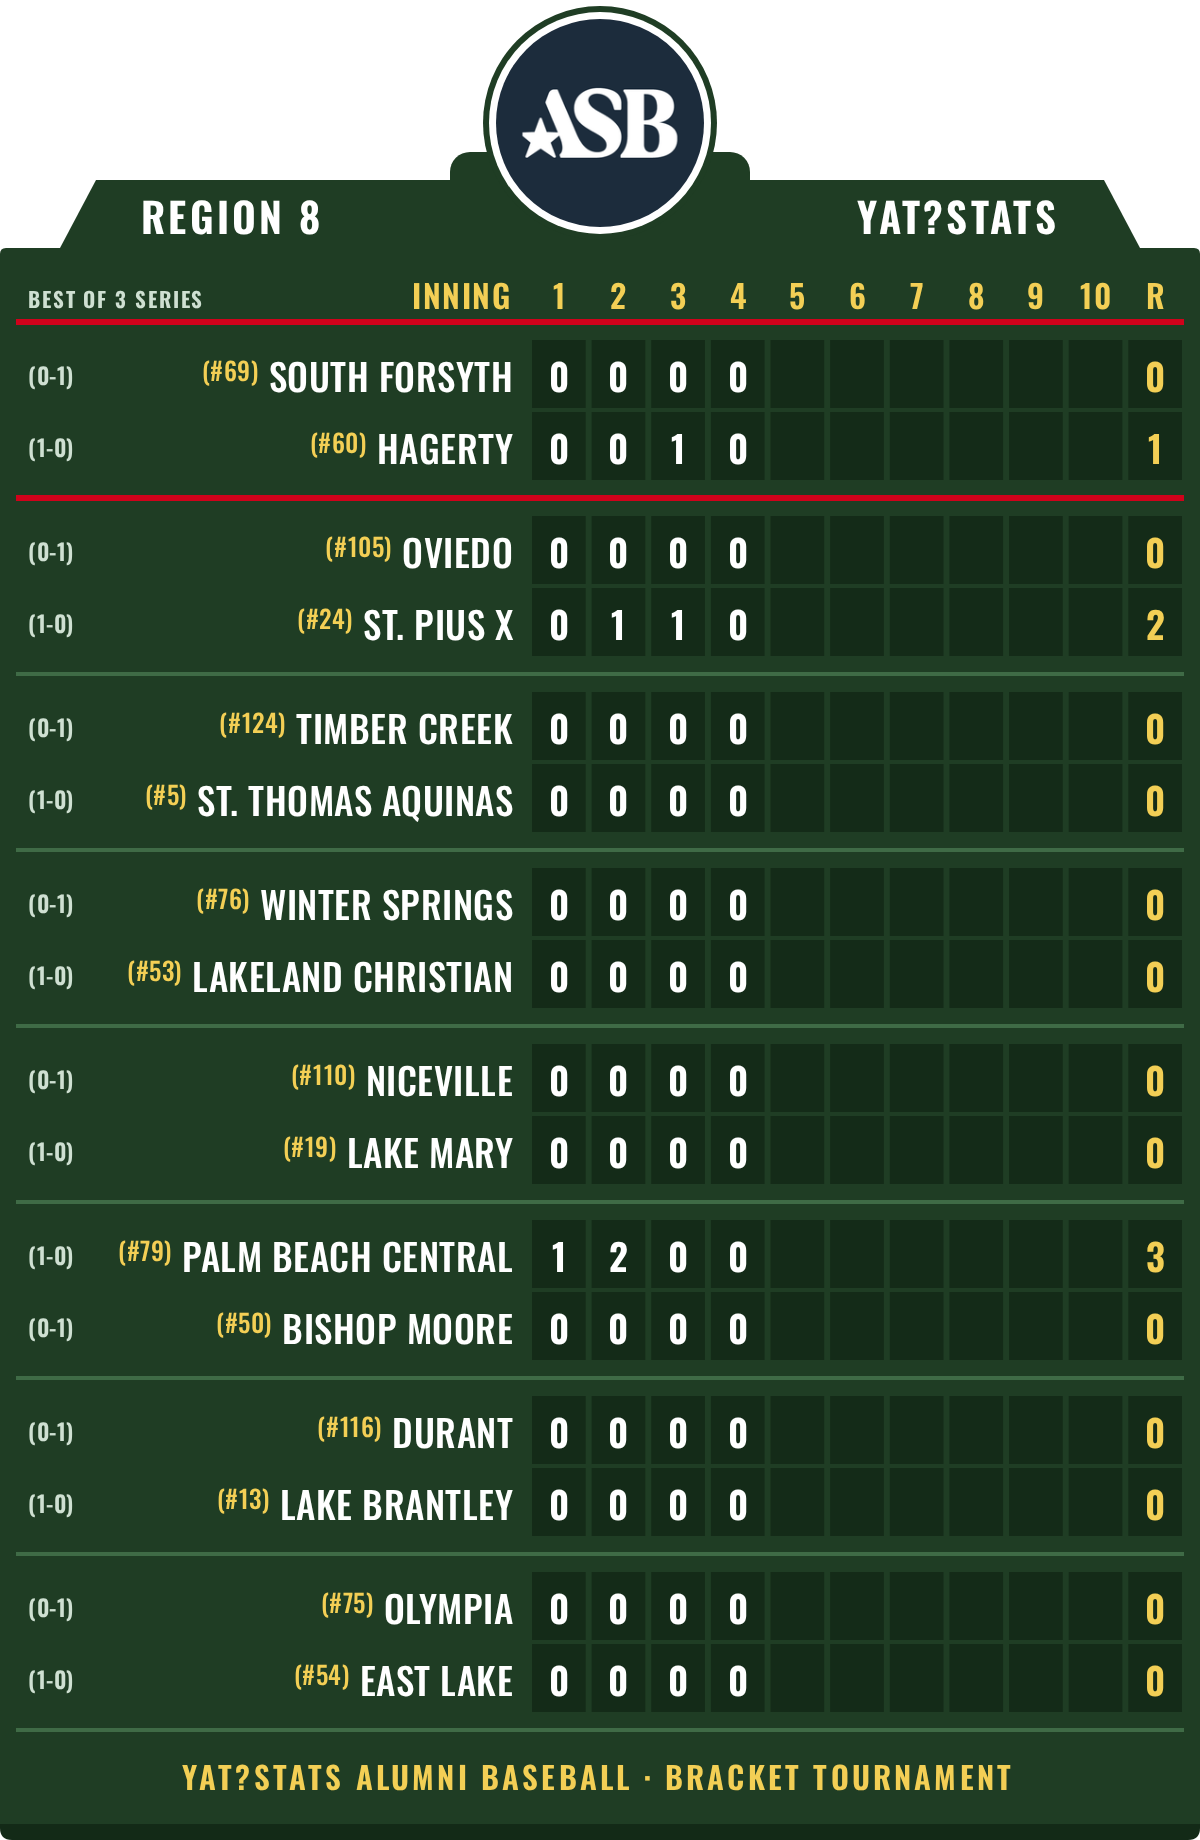 ASB
REGION 8 YAT?STATS
BEST OF 3 SERIES INNING 1 2 3 4 5 6 7 8 9 10 R
(0-1) (#69) SOUTH FORSYTH 0 0 0 0 0
(1-0) (#60) HAGERTY 0 0 1 0 1
(0-1) (#105) OVIEDO 0 0 0 0 0
(1-0) (#24) ST. PIUS X 0 1 1 0 2
(0-1) (#124) TIMBER CREEK 0 0 0 0 0
(1-0) (#5) ST. THOMAS AQUINAS 0 0 0 0 0
(0-1) (#76) WINTER SPRINGS 0 0 0 0 0
(1-0) (#53) LAKELAND CHRISTIAN 0 0 0 0 0
(0-1) (#110) NICEVILLE 0 0 0 0 0
(1-0) (#19) LAKE MARY 0 0 0 0 0
(1-0) (#79) PALM BEACH CENTRAL 1 2 0 0 3
(0-1) (#50) BISHOP MOORE 0 0 0 0 0
(0-1) (#116) DURANT 0 0 0 0 0
(1-0) (#13) LAKE BRANTLEY 0 0 0 0 0
(0-1) (#75) OLYMPIA 0 0 0 0 0
(1-0) (#54) EAST LAKE 0 0 0 0 0
YAT?STATS ALUMNI BASEBALL · BRACKET TOURNAMENT